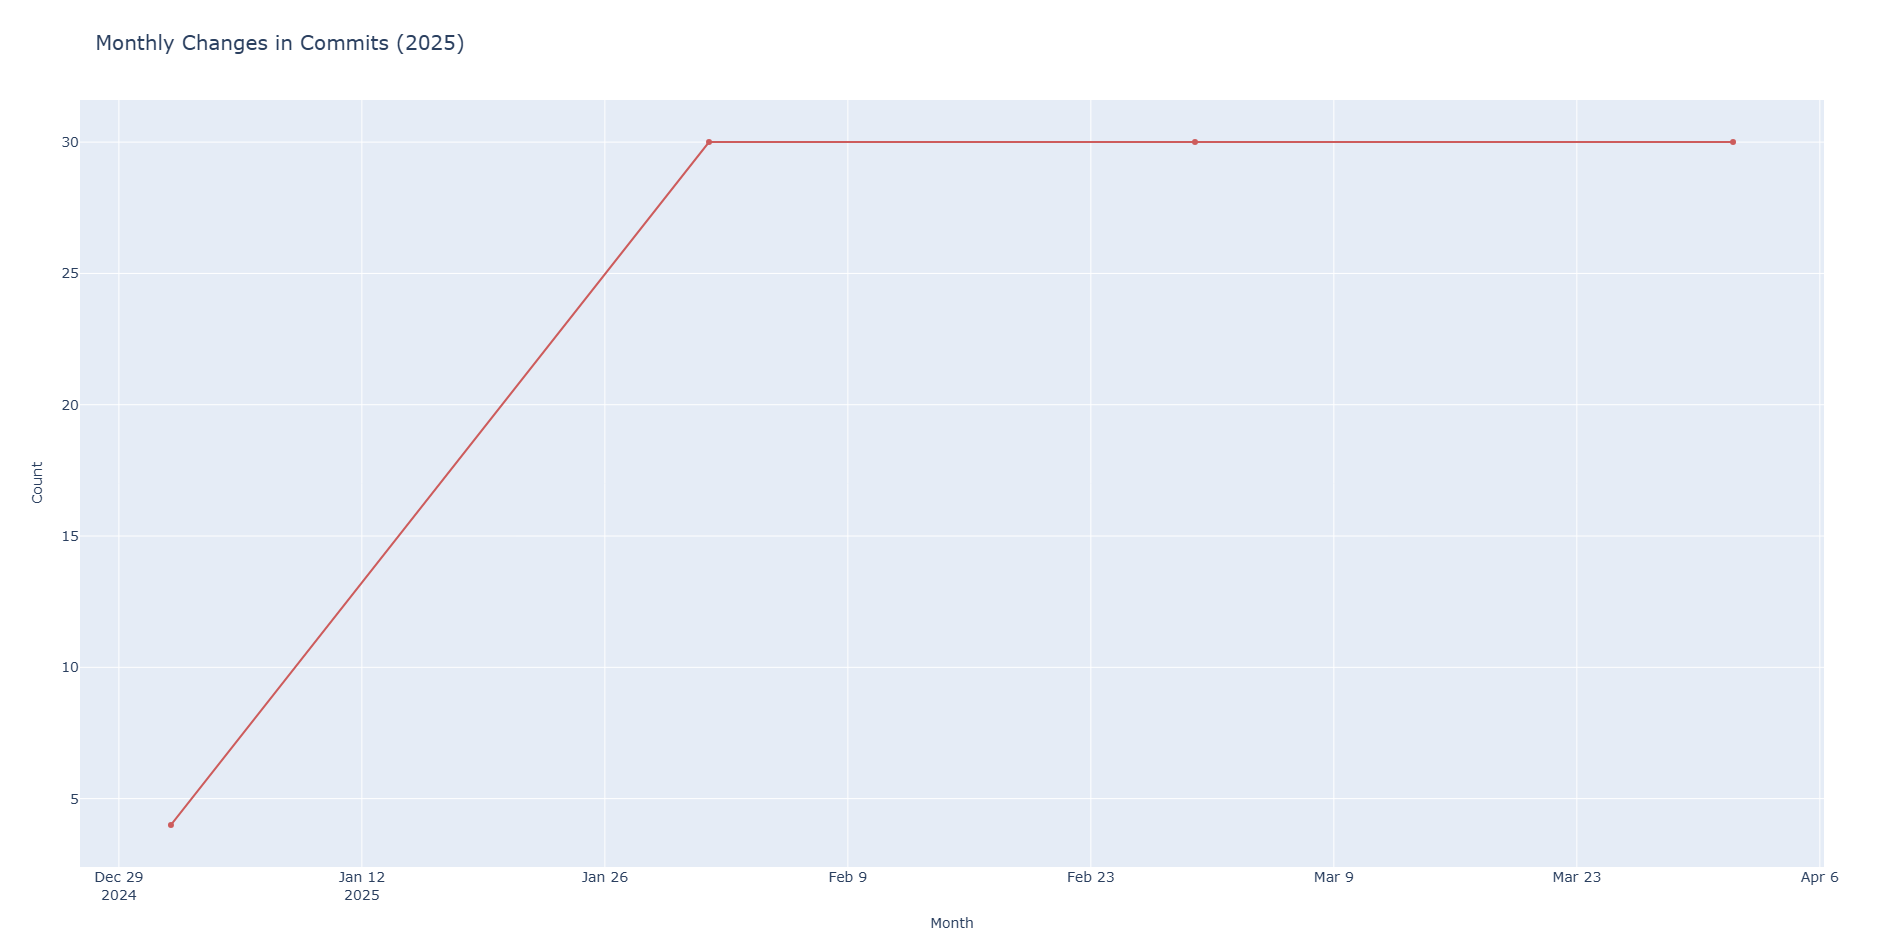 Monthly Changes in Commits (2025)
30
25
20
15
10
5
Count
Dec 29
2024
Jan 12
2025
Jan 26
Feb 9
Feb 23
Mar 9
Mar 23
Apr 6
Month